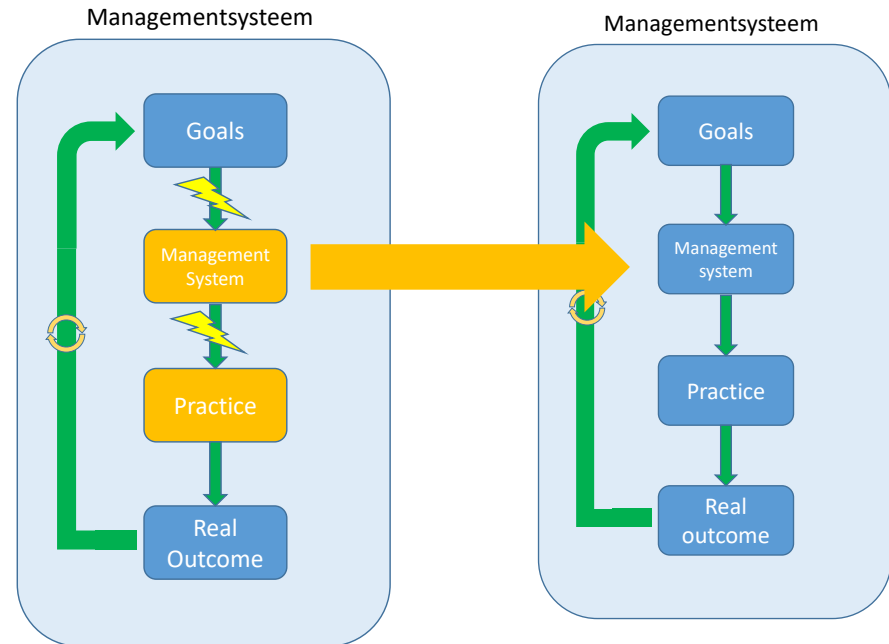 Managementsysteem
Goals
Management
System
Practice
Real
Outcome
Managementsysteem
Goals
Management
system
Practice
Real
outcome